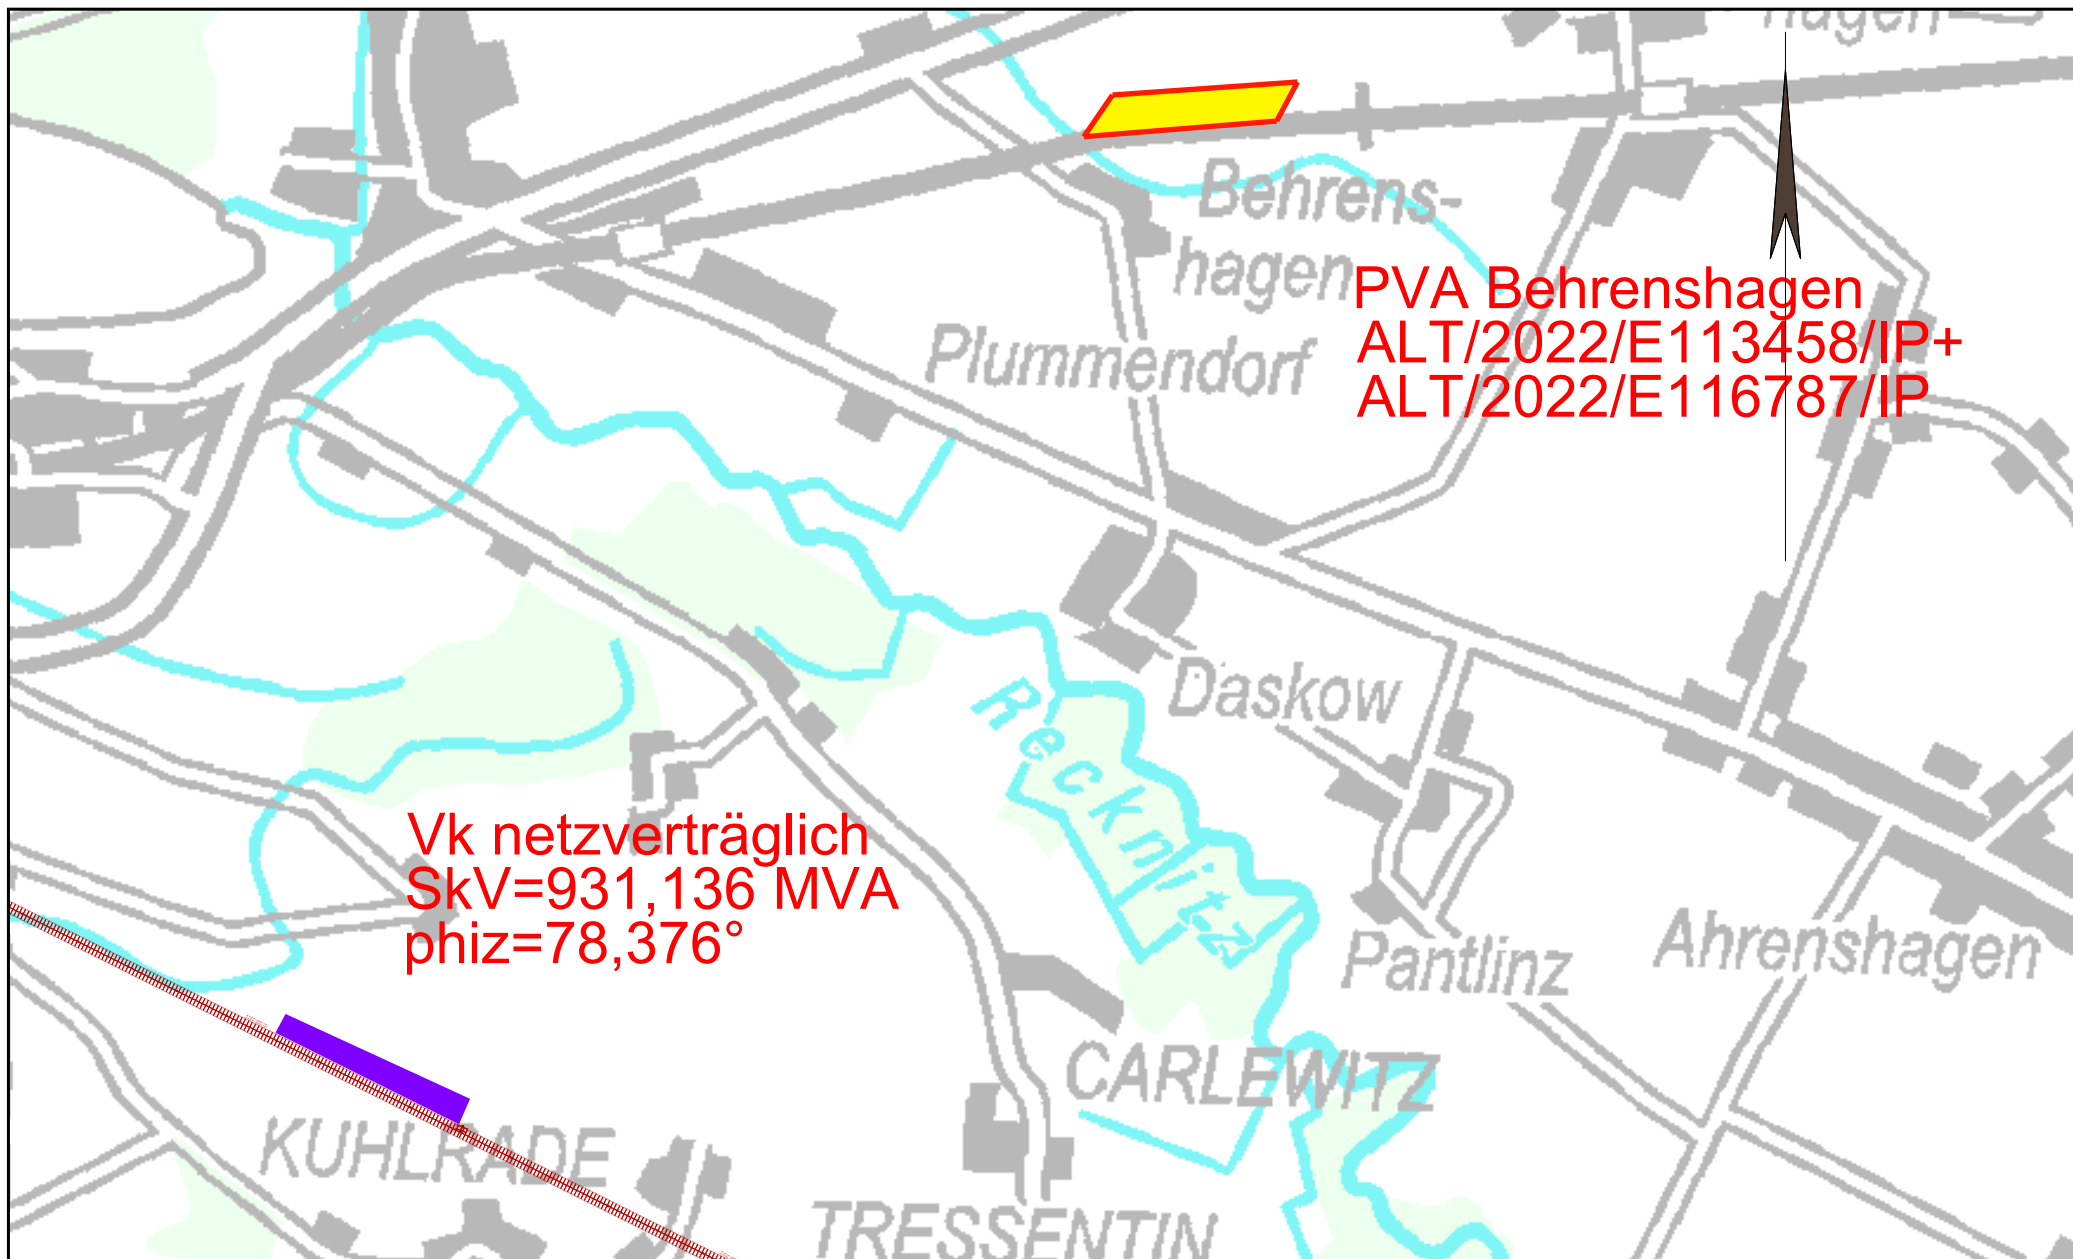 hagen
Behrens-
hagen
PVA Behrenshagen
ALT/2022/E113458/IP+
ALT/2022/E116787/IP
Plummendorf
Daskow
Recknitz
Vk netzverträglich
SkV=931,136 MVA
phiz=78,376°
Pantlinz
Ahrenshagen
CARLEWITZ
KUHLRADE
TRESSENTIN